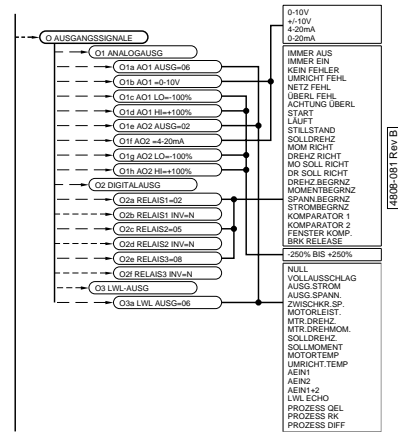 O AUSGANGSSIGNALE
O1 ANALOGAUSG
O1a AO1 AUSG=06
O1b AO1 =0-10V
O1c AO1 LO=-100%
O1d AO1 HI=+100%
O1e AO2 AUSG=02
O1f AO2 =4-20mA
O1g AO2 LO=-100%
O1h AO2 HI=+100%
O2 DIGITALAUSG
O2a RELAIS1=02
O2b RELAIS1 INV=N
O2c RELAIS2=05
O2d RELAIS2 INV=N
O2e RELAIS3=08
O2f RELAIS3 INV=N
O3 LWL-AUSG
O3a LWL AUSG=06
0-10V
+/-10V
4-20mA
0-20mA
IMMER AUS
IMMER EIN
KEIN FEHLER
UMRICHT FEHL
NETZ FEHL
ÜBERL FEHL
ACHTUNG ÜBERL
START
LÄUFT
STILLSTAND
SOLLDREHZ
MOM RICHT
DREHZ RICHT
MO SOLL RICHT
DR SOLL RICHT
DREHZ.BEGRNZ
MOMENTBEGRNZ
SPANN.BEGRNZ
STROMBEGRNZ
KOMPARATOR 1
KOMPARATOR 2
FENSTER KOMP.
BRK RELEASE
-250% BIS +250%
NULL
VOLLAUSSCHLAG
AUSG.STROM
AUSG.SPANN.
ZWISCHKR.SP.
MOTORLEIST.
MTR.DREHZ.
MTR.DREHMOM.
SOLLDREHZ.
SOLLMOMENT
MOTORTEMP
UMRICHT.TEMP
AEIN1
AEIN2
AEIN1+2
LWL ECHO
PROZESS QEL
PROZESS RK
PROZESS DIFF
4808-081 Rev B